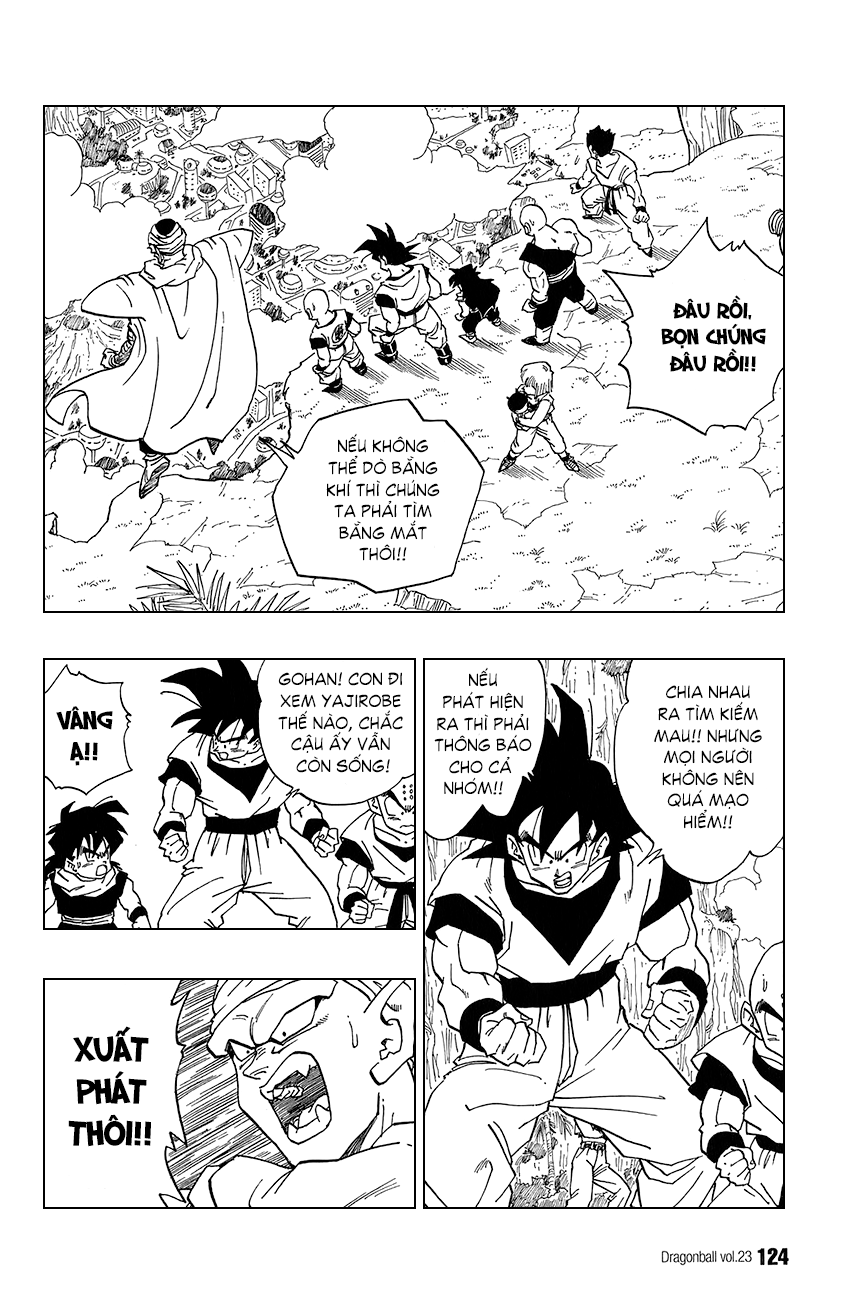 ĐÂU RỒI,
BỌN CHÚNG
ĐÂU RỒI!!
NẾU KHÔNG
THỂ DÒ BẰNG
KHÍ THÌ CHÚNG
TA PHẢI TÌM
BẰNG MẮT
THÔI!!
CHIA NHAU
RA TÌM KIẾM
MAU!! NHƯNG
MỌI NGƯỜI
KHÔNG NÊN
QUÁ MẠO
HIỂM!!
NẾU
PHÁT HIỆN
RA THÌ PHẢI
THÔNG BÁO
CHO CẢ
NHÓM!!
GOHAN! CON ĐI
XEM YAJIROBE
THẾ NÀO, CHẮC
CẬU ẤY VẪN
CÒN SỐNG!
VÂNG
Ạ!!
XUẤT
PHÁT
THÔI!!
Dragonball vol.23 124